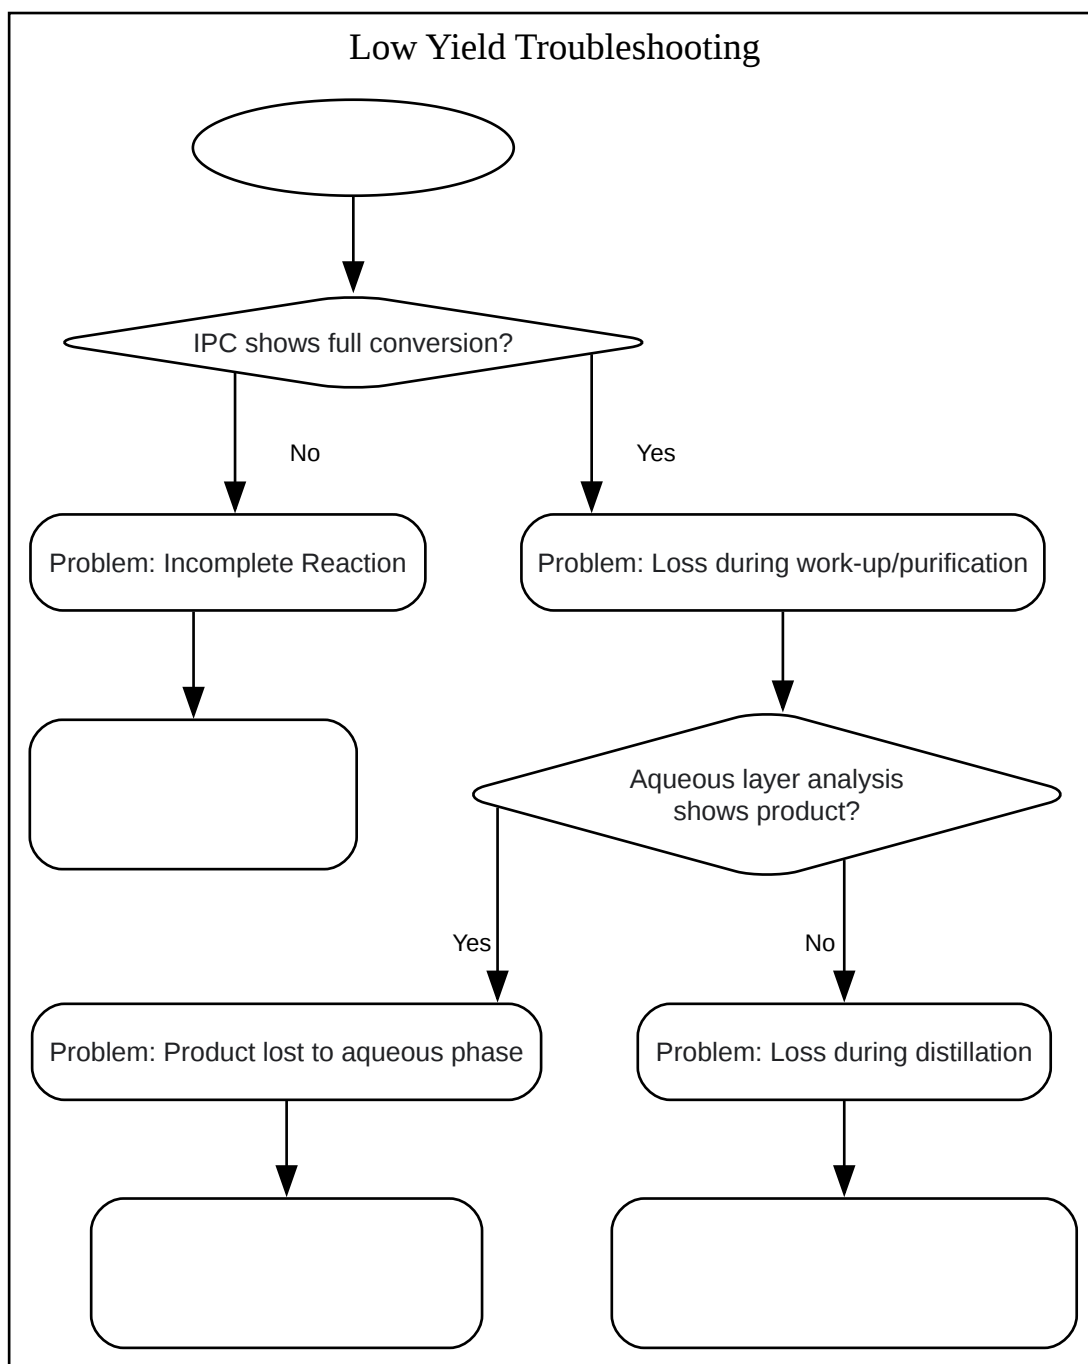 Low Yield Troubleshooting
IPC shows full conversion?
No
Yes
Problem: Incomplete Reaction
Problem: Loss during work-up/purification
Aqueous layer analysis
shows product?
Yes
No
Problem: Product lost to aqueous phase
Problem: Loss during distillation